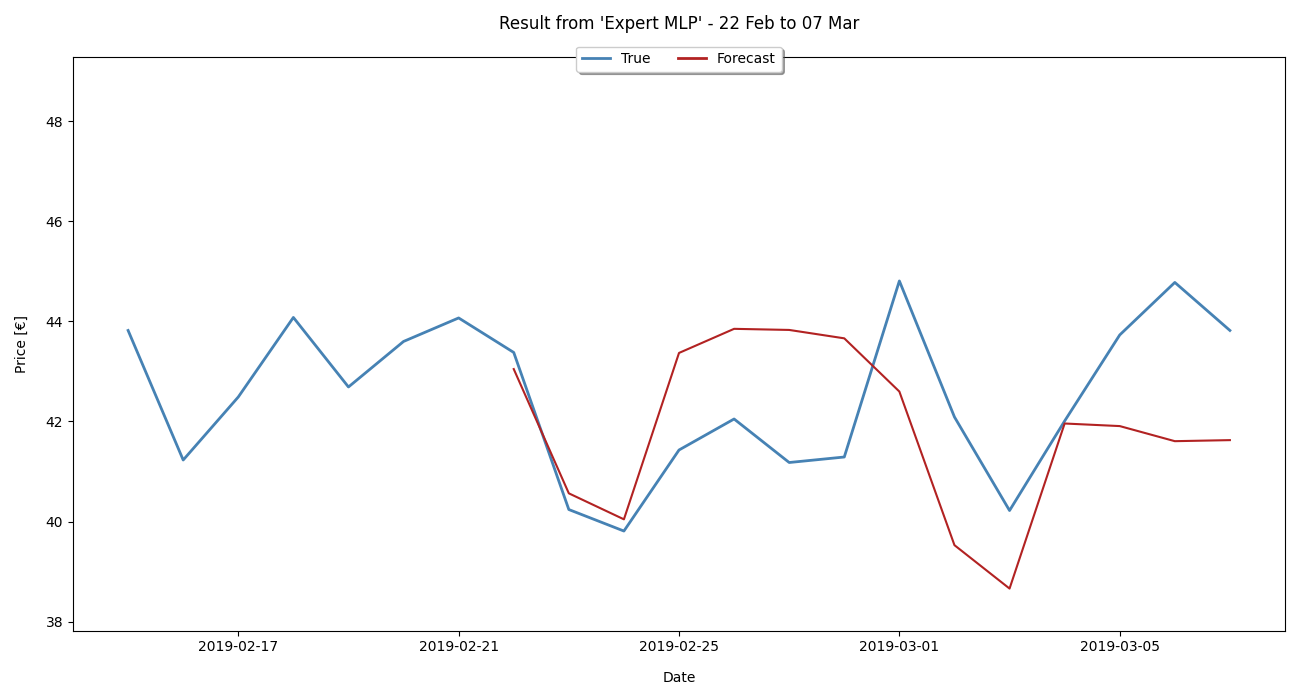 Result from 'Expert MLP' - 22 Feb to 07 Mar
True Forecast
48
46
44
42
40
38
Price [€]
2019-02-17 2019-02-21 2019-02-25 2019-03-01 2019-03-05
Date